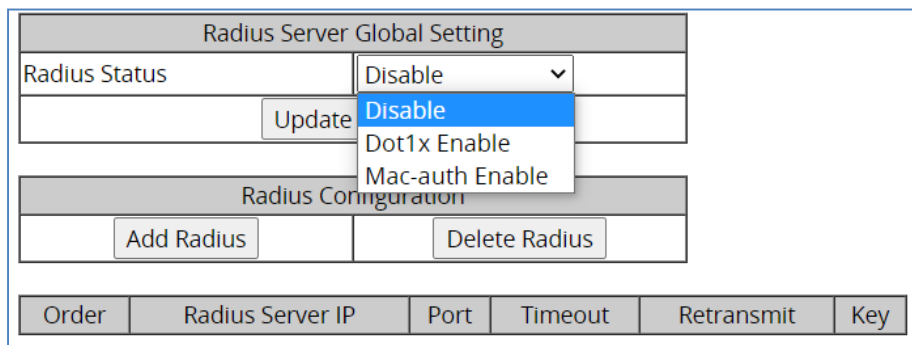 Radius Server Global Setting
Radius Status Disable
Update Disable
Dot1x Enable
Mac-auth Enable
Radius Configuration
Add Radius Delete Radius
Order Radius Server IP Port Timeout Retransmit Key